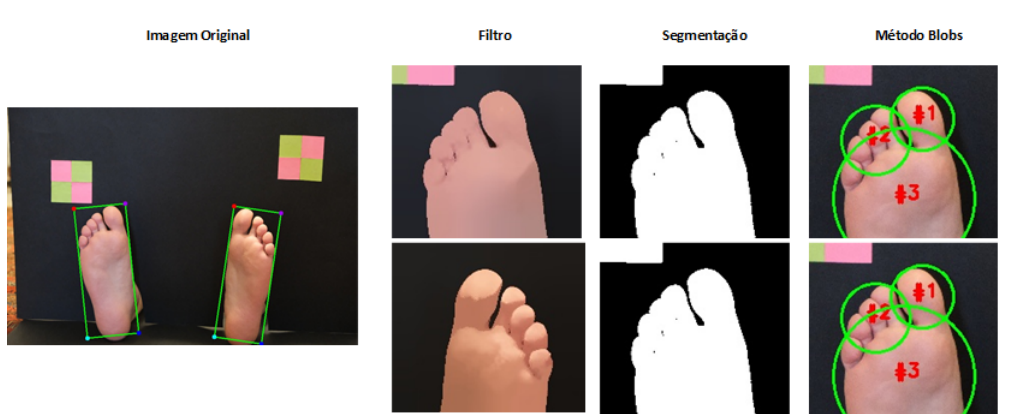 Imagem Original
Filtro
Segmentação
Método Blobs
#1
#2
#3
#1
#2
#3